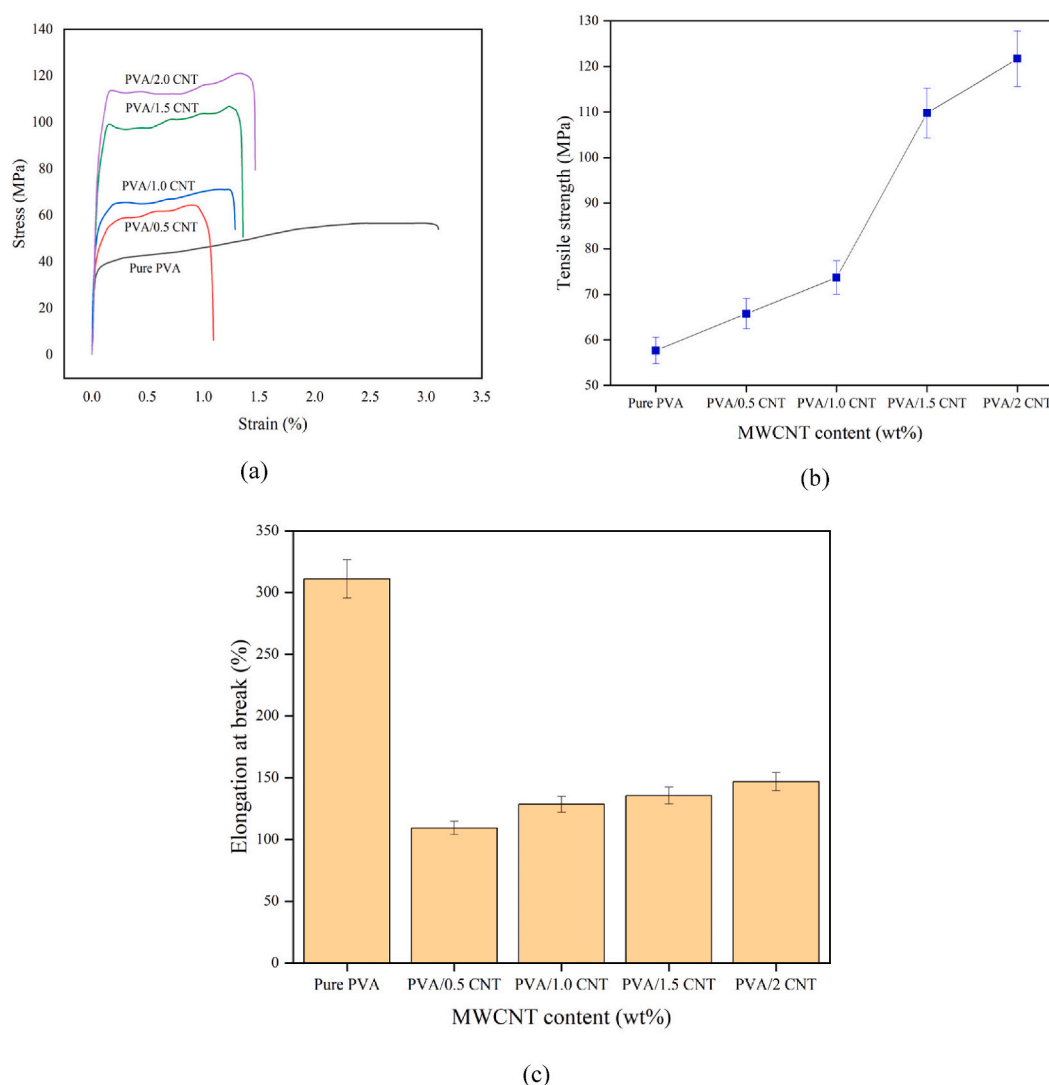 140
120
100
80
60
40
20
0
Stress (MPa)
PVA/2.0 CNT
PVA/1.5 CNT
PVA/1.0 CNT
PVA/0.5 CNT
Pure PVA
0.0 0.5 1.0 1.5 2.0 2.5 3.0 3.5
Strain (%)
(a)
130
120
110
100
90
80
70
60
50
Tensile strength (MPa)
Pure PVA PVA/0.5 CNT PVA/1.0 CNT PVA/1.5 CNT PVA/2 CNT
MWCNT content (wt%)
(b)
350
300
250
200
150
100
50
0
Elongation at break (%)
Pure PVA PVA/0.5 CNT PVA/1.0 CNT PVA/1.5 CNT PVA/2 CNT
MWCNT content (wt%)
(c)